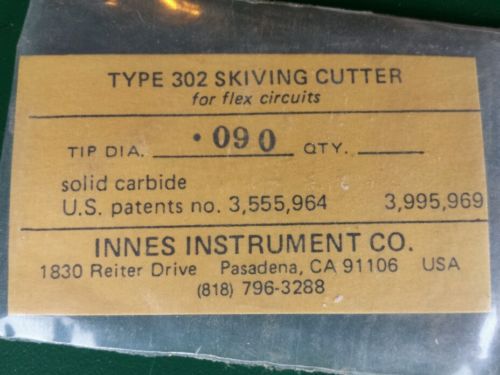 TYPE 302 SKIVING CUTTER
for flex circuits
TIP DIA. .090 QTY.
solid carbide
U.S. patents no. 3,555,964 3,995,969
INNES INSTRUMENT CO.
1830 Reiter Drive Pasadena, CA 91106 USA
(818) 796-3288